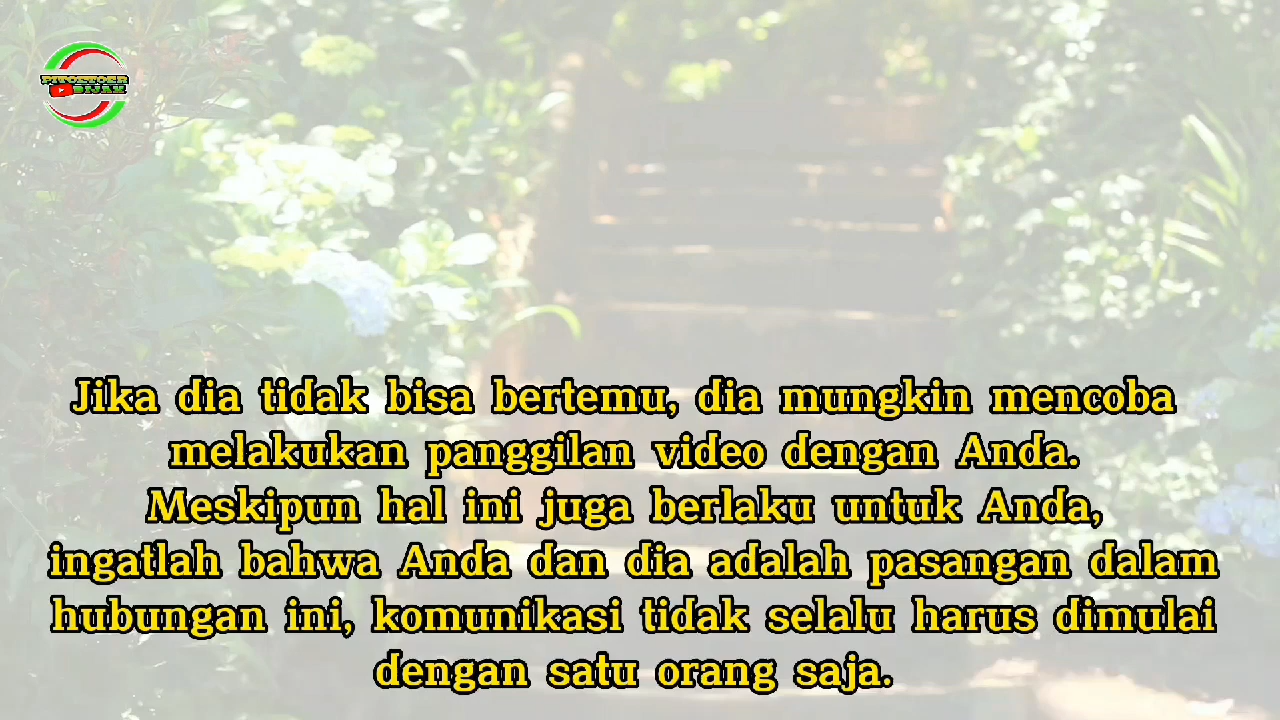 PITOETOER
BIJAK
Jika dia tidak bisa bertemu, dia mungkin mencoba
melakukan panggilan video dengan Anda.
Meskipun hal ini juga berlaku untuk Anda,
ingatlah bahwa Anda dan dia adalah pasangan dalam
hubungan ini, komunikasi tidak selalu harus dimulai
dengan satu orang saja.